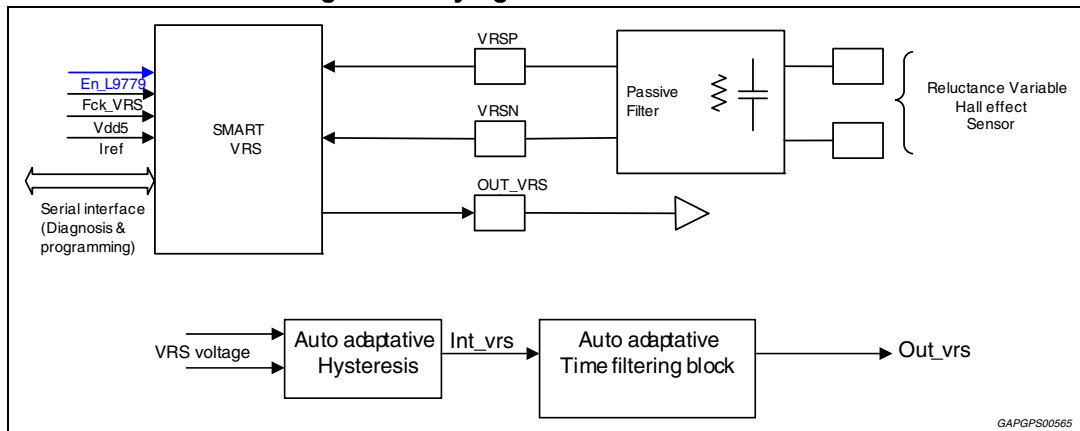 VRSP
En_L9779
Fck_VRS
Vdd5
Iref
SMART
VRS
VRSN
Passive
Filter
Reluctance Variable
Hall effect
Sensor
OUT_VRS
Serial interface
(Diagnosis &
programming)
VRS voltage
Auto adaptative
Hysteresis
Int_vrs
Auto adaptative
Time filtering block
Out_vrs
GAPGPS00565